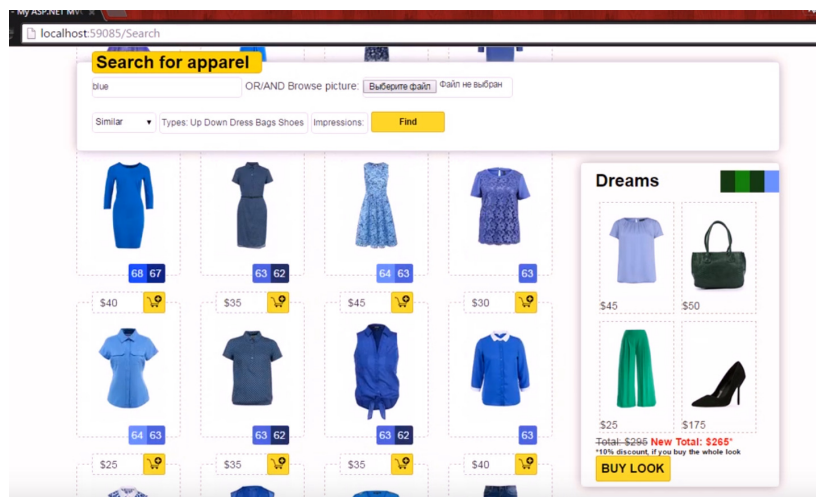 - My ASP.NET MV
localhost:59085/Search
Search for apparel
blue OR/AND Browse picture: Выберите файл Файл не выбран
Similar Types: Up Down Dress Bags Shoes Impressions: Find
68 67 63 62 64 63 63
$40 $35 $45 $30
64 63 63 62 63 62 63
$25 $35 $35 $40
Dreams
$45 $50
$25 $175
Total: $295 New Total: $265*
*10% discount, if you buy the whole look
BUY LOOK